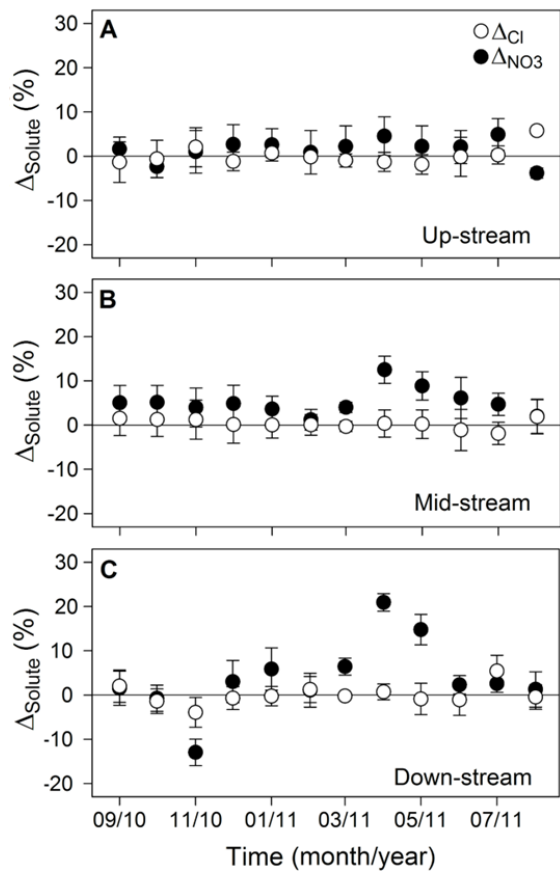 A
ΔCl
ΔNO3
ΔSolute (%)
30
20
10
0
-10
-20
Up-stream
B
ΔSolute (%)
30
20
10
0
-10
-20
Mid-stream
C
ΔSolute (%)
30
20
10
0
-10
-20
Down-stream
09/10 11/10 01/11 03/11 05/11 07/11
Time (month/year)